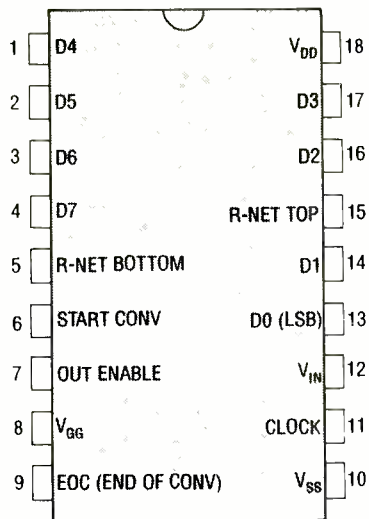 1 D4 V_DD 18
2 D5 D3 17
3 D6 D2 16
4 D7 R-NET TOP 15
5 R-NET BOTTOM D1 14
6 START CONV D0 (LSB) 13
7 OUT ENABLE V_IN 12
8 V_GG CLOCK 11
9 EOC (END OF CONV) V_SS 10